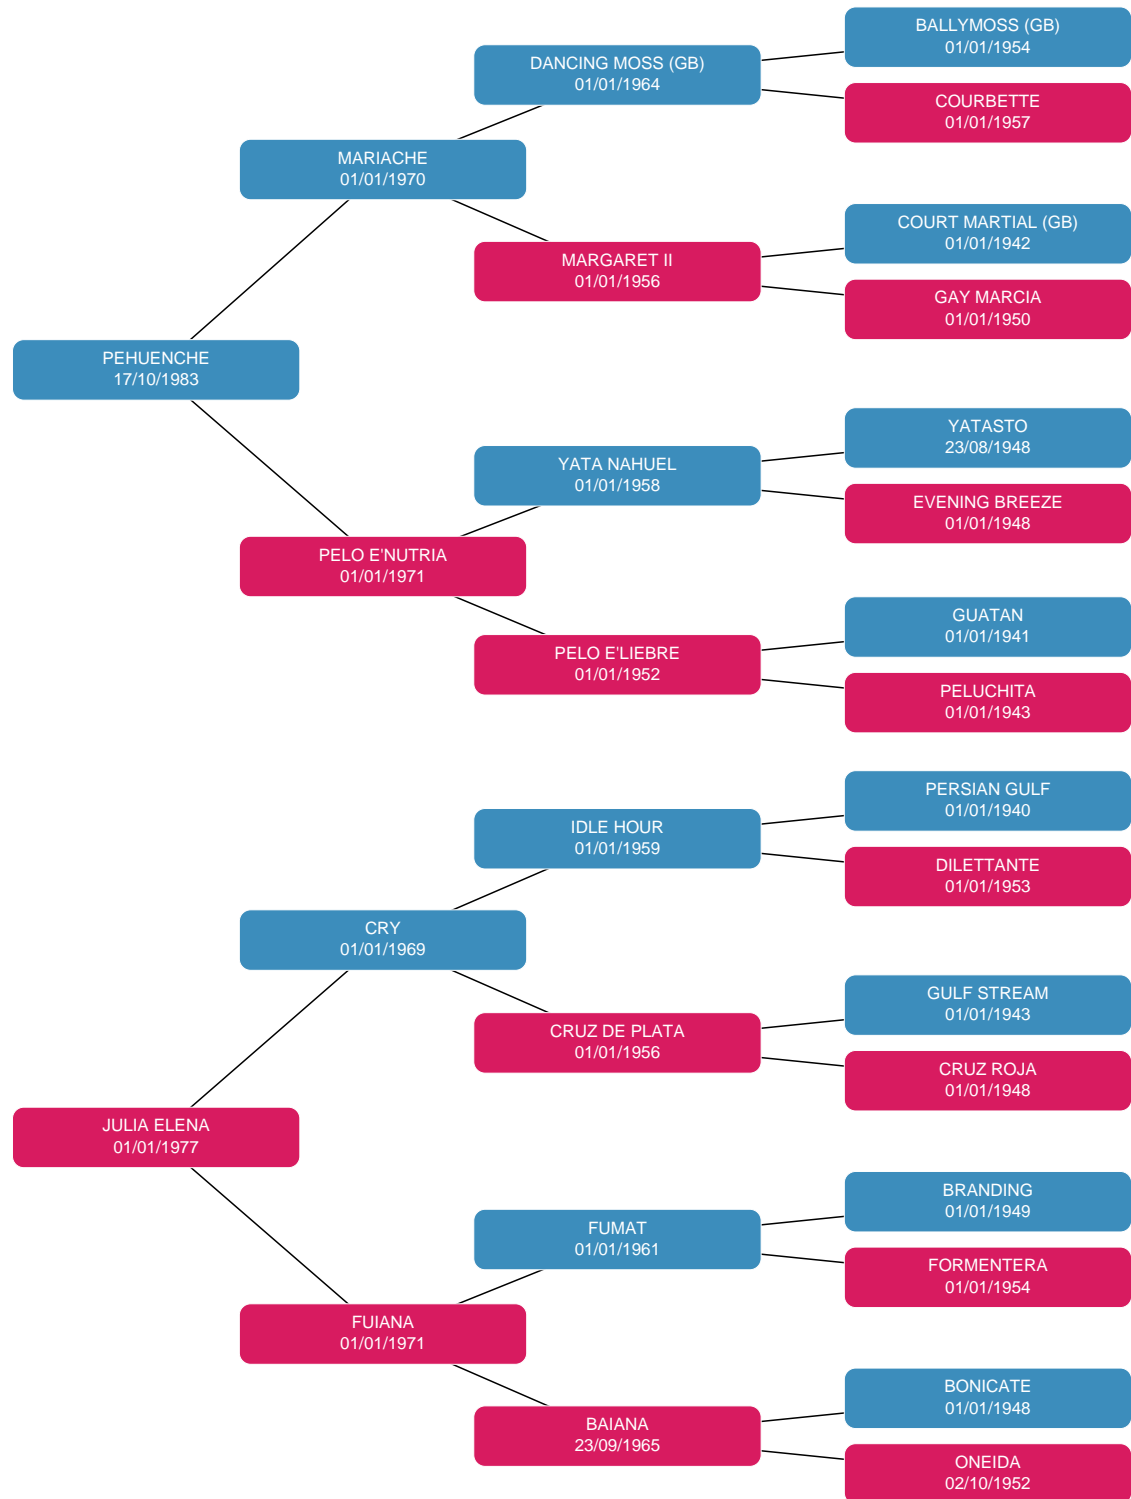 BALLYMOSS (GB)
01/01/1954
DANCING MOSS (GB)
01/01/1964
COURBETTE
01/01/1957
MARIACHE
01/01/1970
COURT MARTIAL (GB)
01/01/1942
MARGARET II
01/01/1956
GAY MARCIA
01/01/1950
PEHUENCHE
17/10/1983
YATASTO
23/08/1948
YATA NAHUEL
01/01/1958
EVENING BREEZE
01/01/1948
PELO E'NUTRIA
01/01/1971
GUATAN
01/01/1941
PELO E'LIEBRE
01/01/1952
PELUCHITA
01/01/1943
PERSIAN GULF
01/01/1940
IDLE HOUR
01/01/1959
DILETTANTE
01/01/1953
CRY
01/01/1969
GULF STREAM
01/01/1943
CRUZ DE PLATA
01/01/1956
CRUZ ROJA
01/01/1948
JULIA ELENA
01/01/1977
BRANDING
01/01/1949
FUMAT
01/01/1961
FORMENTERA
01/01/1954
FUIANA
01/01/1971
BONICATE
01/01/1948
BAIANA
23/09/1965
ONEIDA
02/10/1952